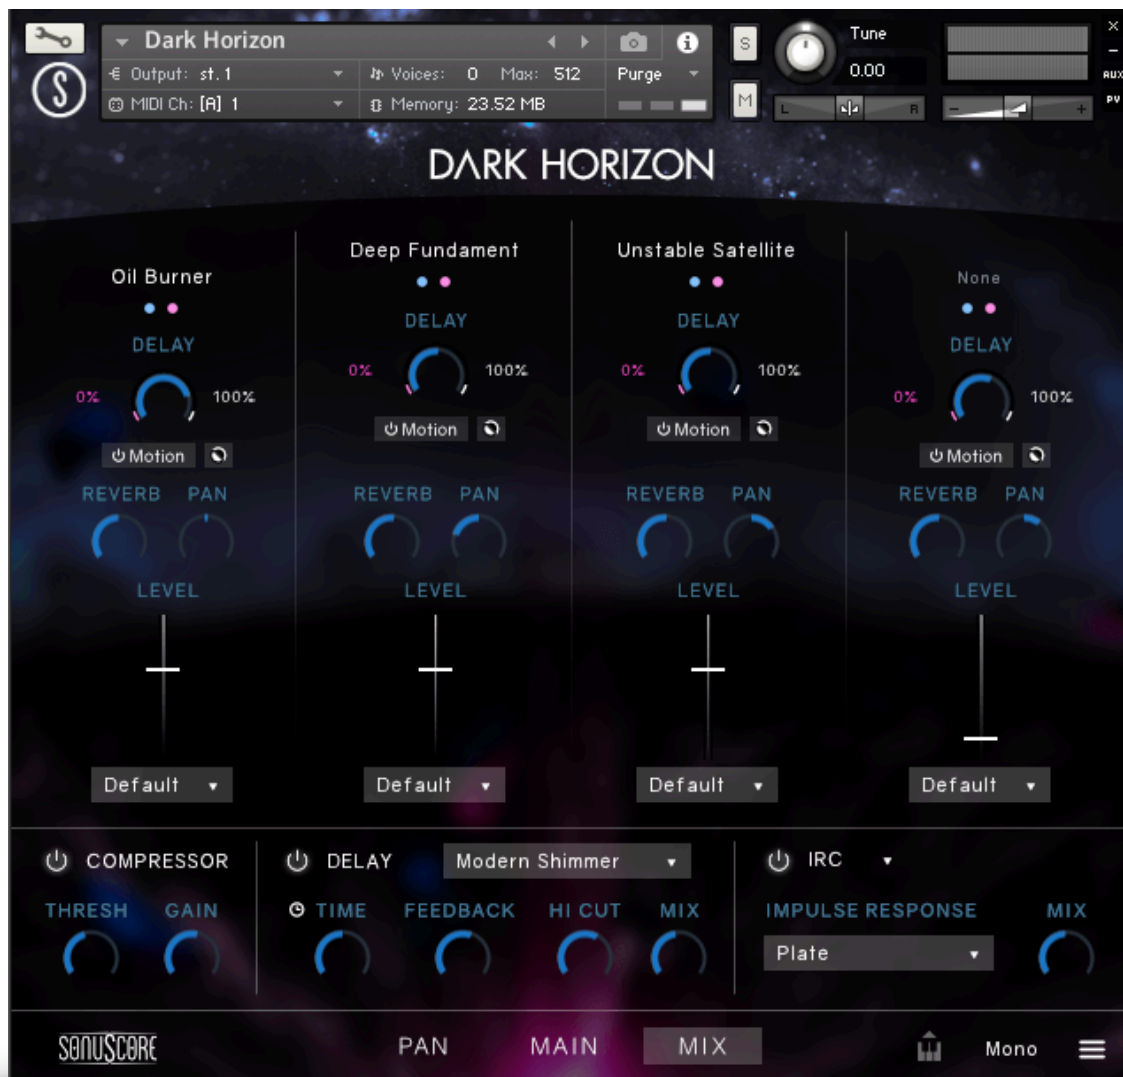 Dark Horizon
Output: st. 1
Voices: 0 Max: 512
Purge
MIDI Ch: [A] 1
Memory: 23.52 MB
S
M
Tune
0.00
L
R
-
+
×
-
AUX
PV
DARK HORIZON
Oil Burner
DELAY
0%
100%
Motion
REVERB PAN
LEVEL
Default
Deep Fundament
DELAY
0%
100%
Motion
REVERB PAN
LEVEL
Default
Unstable Satellite
DELAY
0%
100%
Motion
REVERB PAN
LEVEL
Default
None
DELAY
0%
100%
Motion
REVERB PAN
LEVEL
Default
COMPRESSOR
THRESH GAIN
DELAY Modern Shimmer
TIME FEEDBACK HI CUT MIX
IRC
IMPULSE RESPONSE MIX
Plate
SONUSCORE
PAN MAIN MIX
Mono